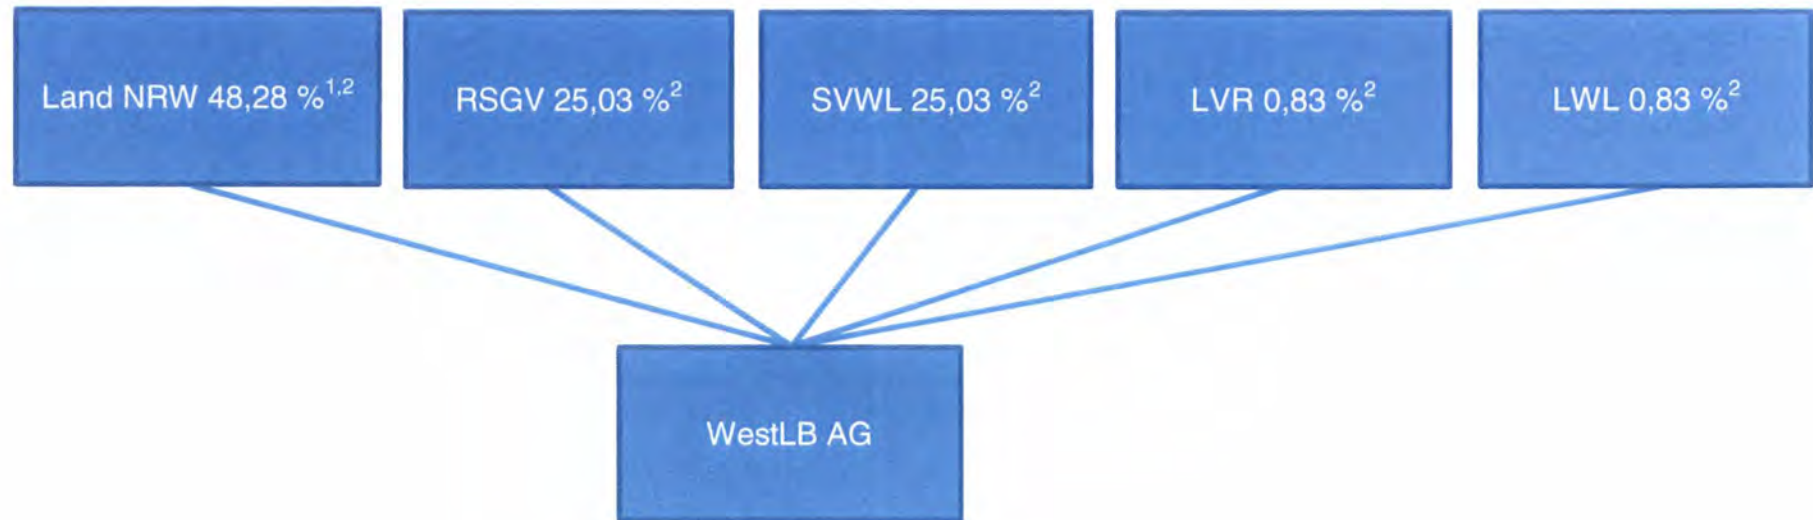 Land NRW 48,28 %¹,²
RSGV 25,03 %²
SVWL 25,03 %²
LVR 0,83 %²
LWL 0,83 %²
WestLB AG